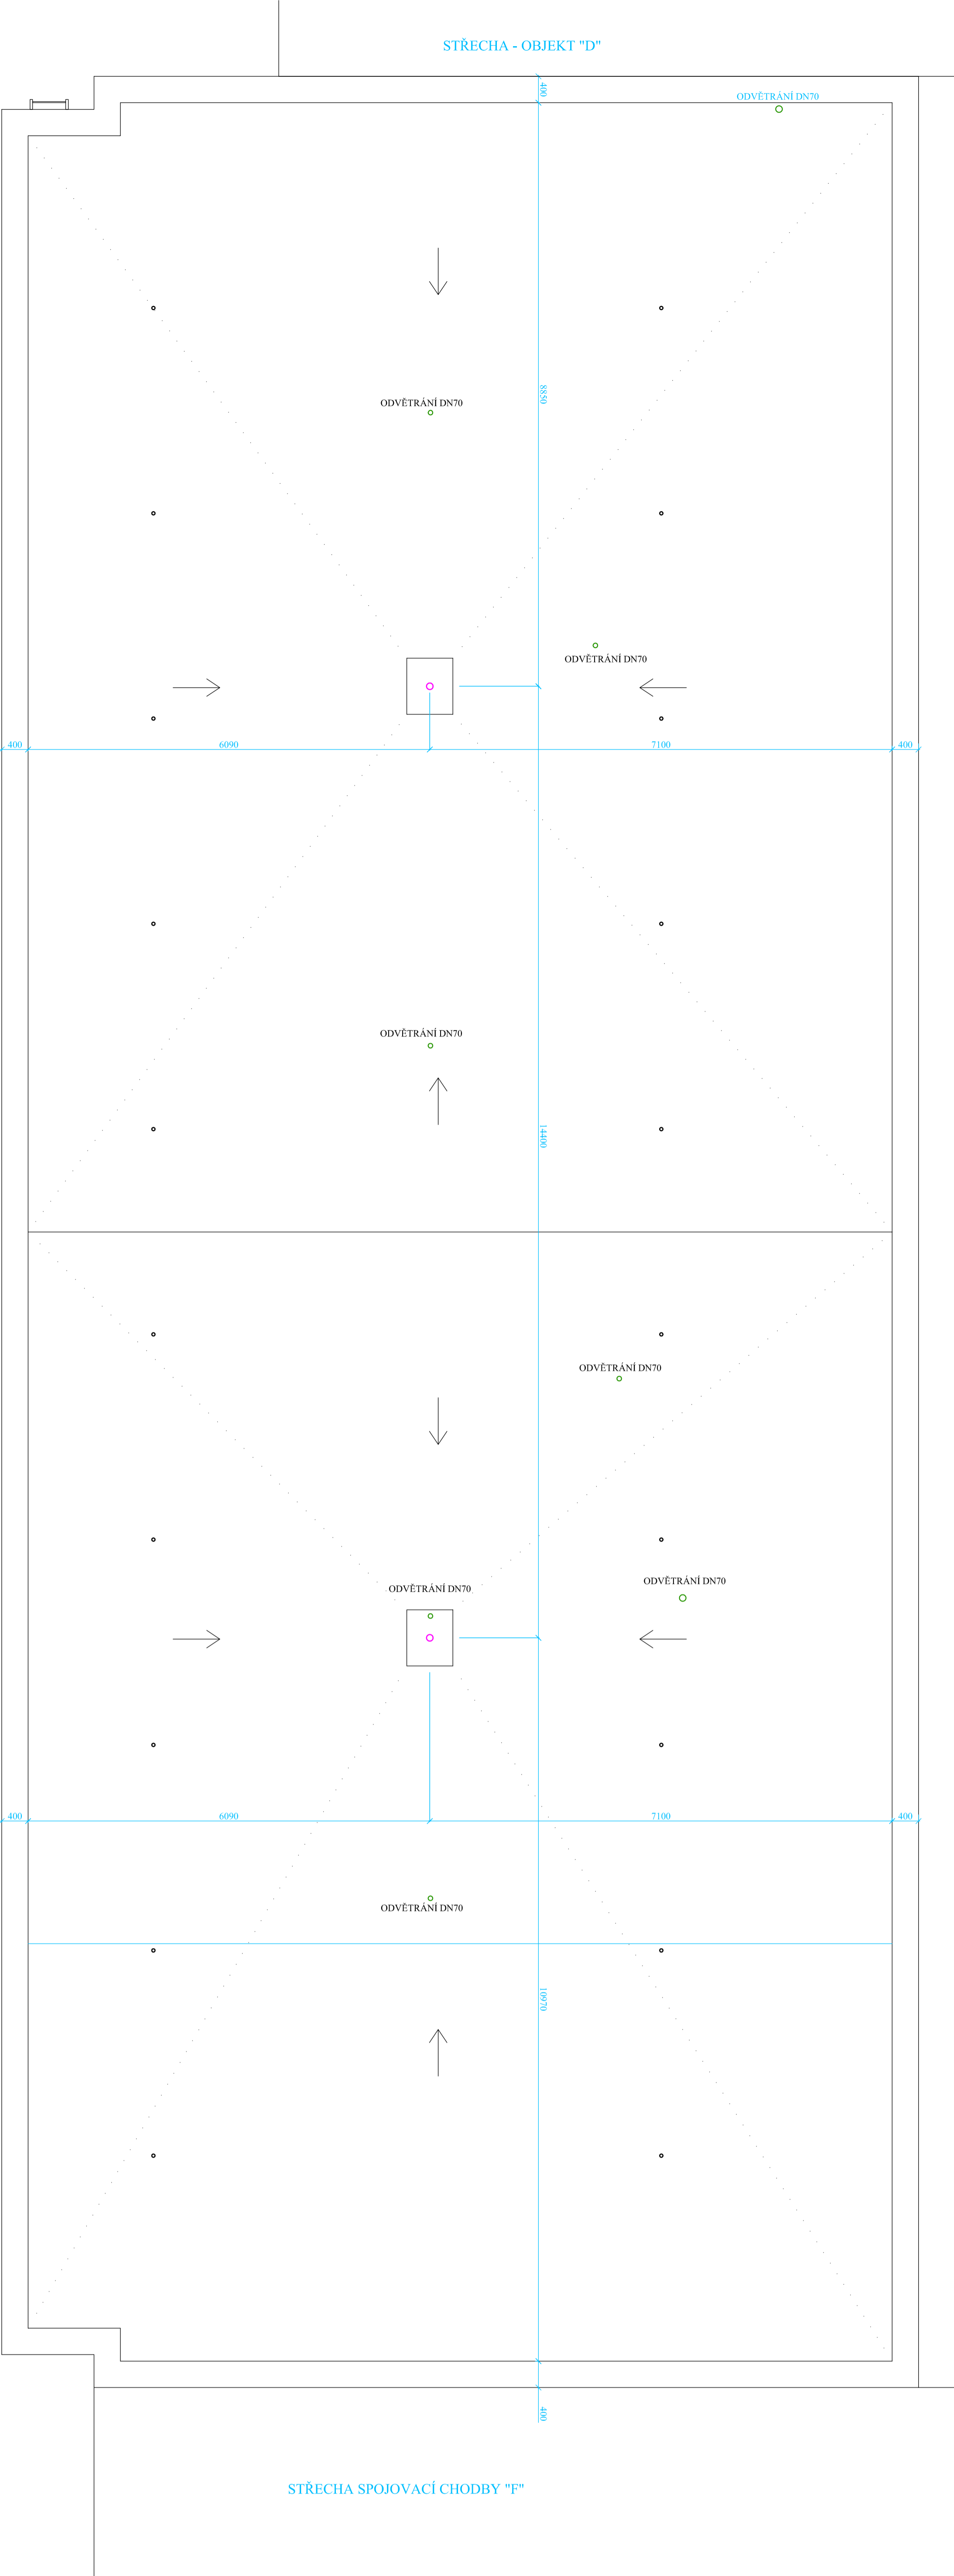 STŘECHA - OBJEKT "D"
400
ODVĚTRÁNÍ DN70
8850
ODVĚTRÁNÍ DN70
ODVĚTRÁNÍ DN70
400
6090
7100
400
ODVĚTRÁNÍ DN70
14400
ODVĚTRÁNÍ DN70
ODVĚTRÁNÍ DN70
ODVĚTRÁNÍ DN70
400
6090
7100
400
ODVĚTRÁNÍ DN70
10970
400
STŘECHA SPOJOVACÍ CHODBY "F"